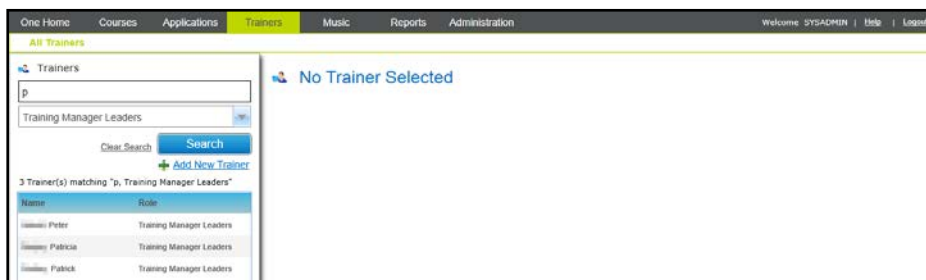 One Home Courses Applications Trainers Music Reports Administration Welcome SYSADMIN | Help | Logout
All Trainers
Trainers
No Trainer Selected
p
Training Manager Leaders
Clear Search Search
Add New Trainer
3 Trainer(s) matching "p, Training Manager Leaders"
Name Role
Peter Training Manager Leaders
Patricia Training Manager Leaders
Patrick Training Manager Leaders